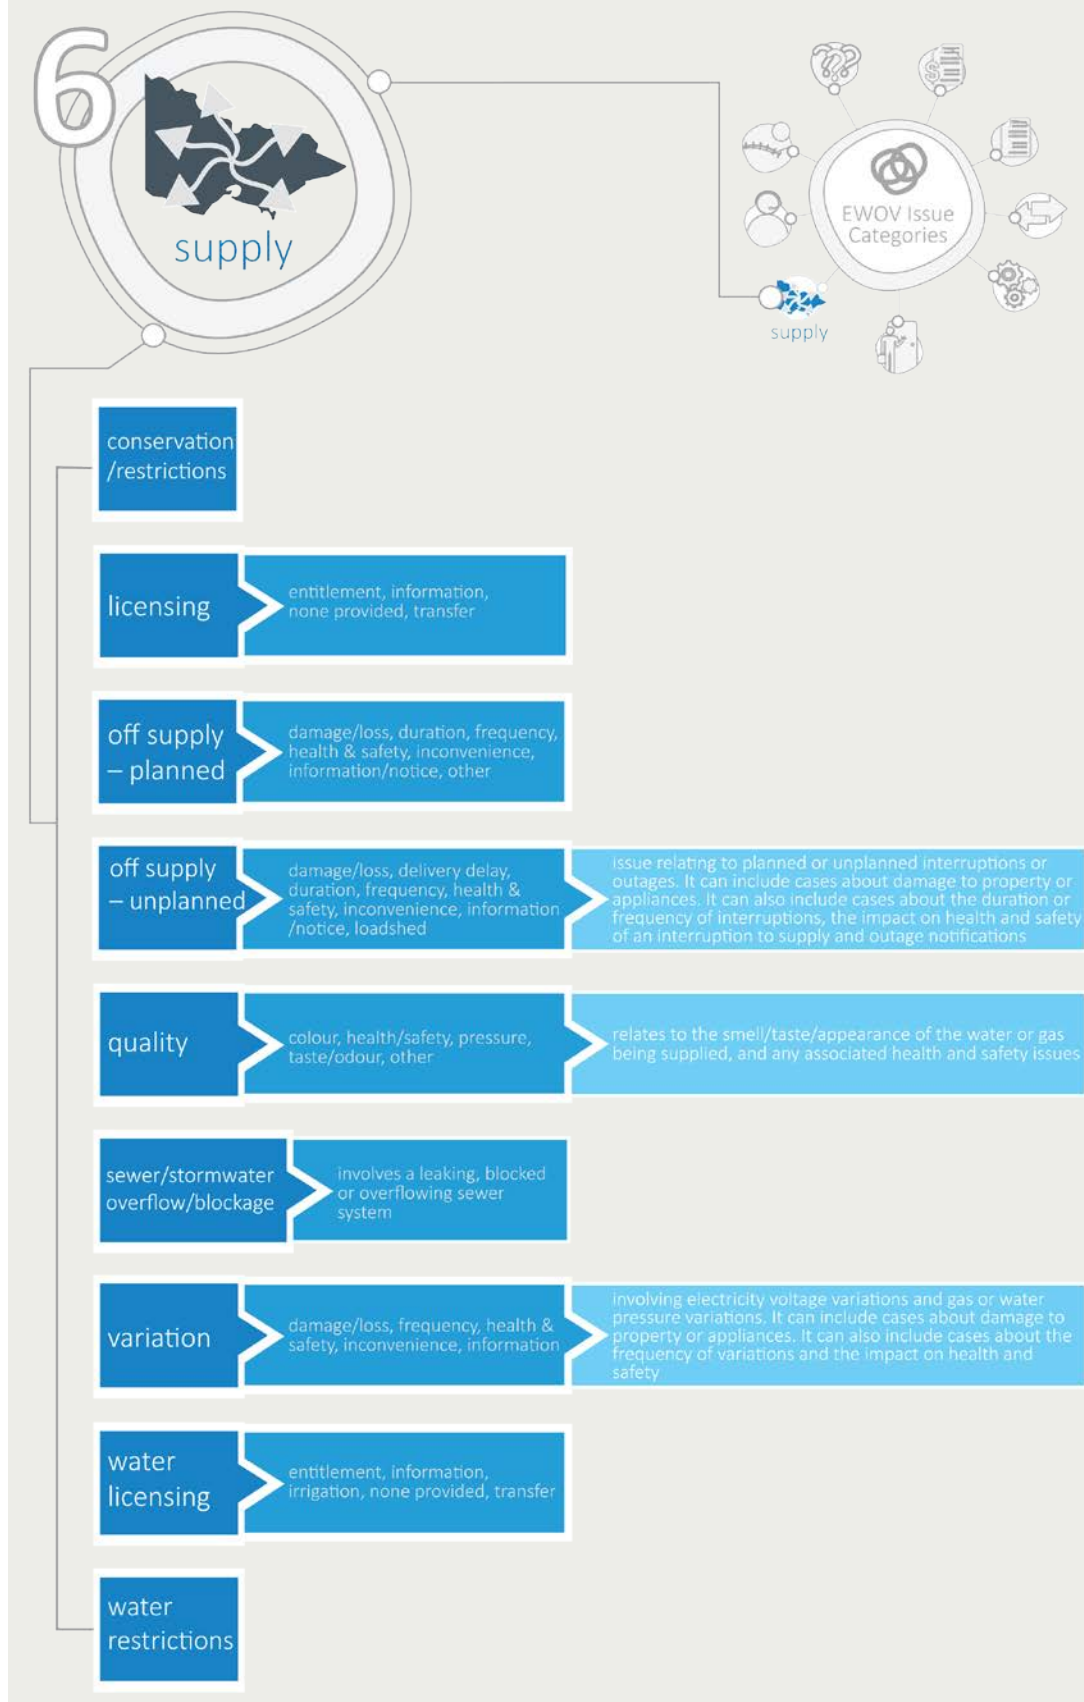 6
supply
EWOV Issue
Categories
supply
conservation
/restrictions
licensing
entitlement, information,
none provided, transfer
off supply
– planned
damage/loss, duration, frequency,
health & safety, inconvenience,
information/notice, other
off supply
– unplanned
damage/loss, delivery delay,
duration, frequency, health &
safety, inconvenience, information
/notice, loadshed
issue relating to planned or unplanned interruptions or
outages. It can include cases about damage to property or
appliances. It can also include cases about the duration or
frequency of interruptions, the impact on health and safety
of an interruption to supply and outage notifications
quality
colour, health/safety, pressure,
taste/odour, other
relates to the smell/taste/appearance of the water or gas
being supplied, and any associated health and safety issues
sewer/stormwater
overflow/blockage
involves a leaking, blocked
or overflowing sewer
system
variation
damage/loss, frequency, health &
safety, inconvenience, information
involving electricity voltage variations and gas or water
pressure variations. It can include cases about damage to
property or appliances. It can also include cases about the
frequency of variations and the impact on health and
safety
water
licensing
entitlement, information,
irrigation, none provided, transfer
water
restrictions